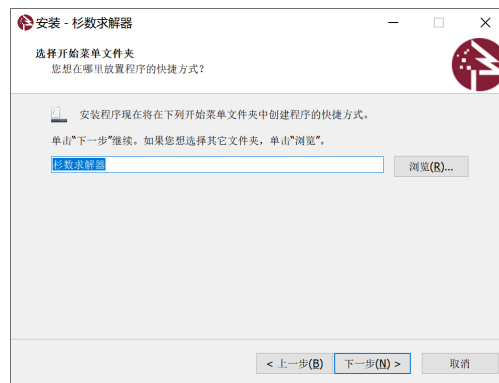 安装 - 杉数求解器
选择开始菜单文件夹
您想在哪里放置程序的快捷方式?
安装程序现在将在下列开始菜单文件夹中创建程序的快捷方式。
单击“下一步”继续。如果您想选择其它文件夹，单击“浏览”。
杉数求解器
浏览(R)...
< 上一步(B)
下一步(N) >
取消